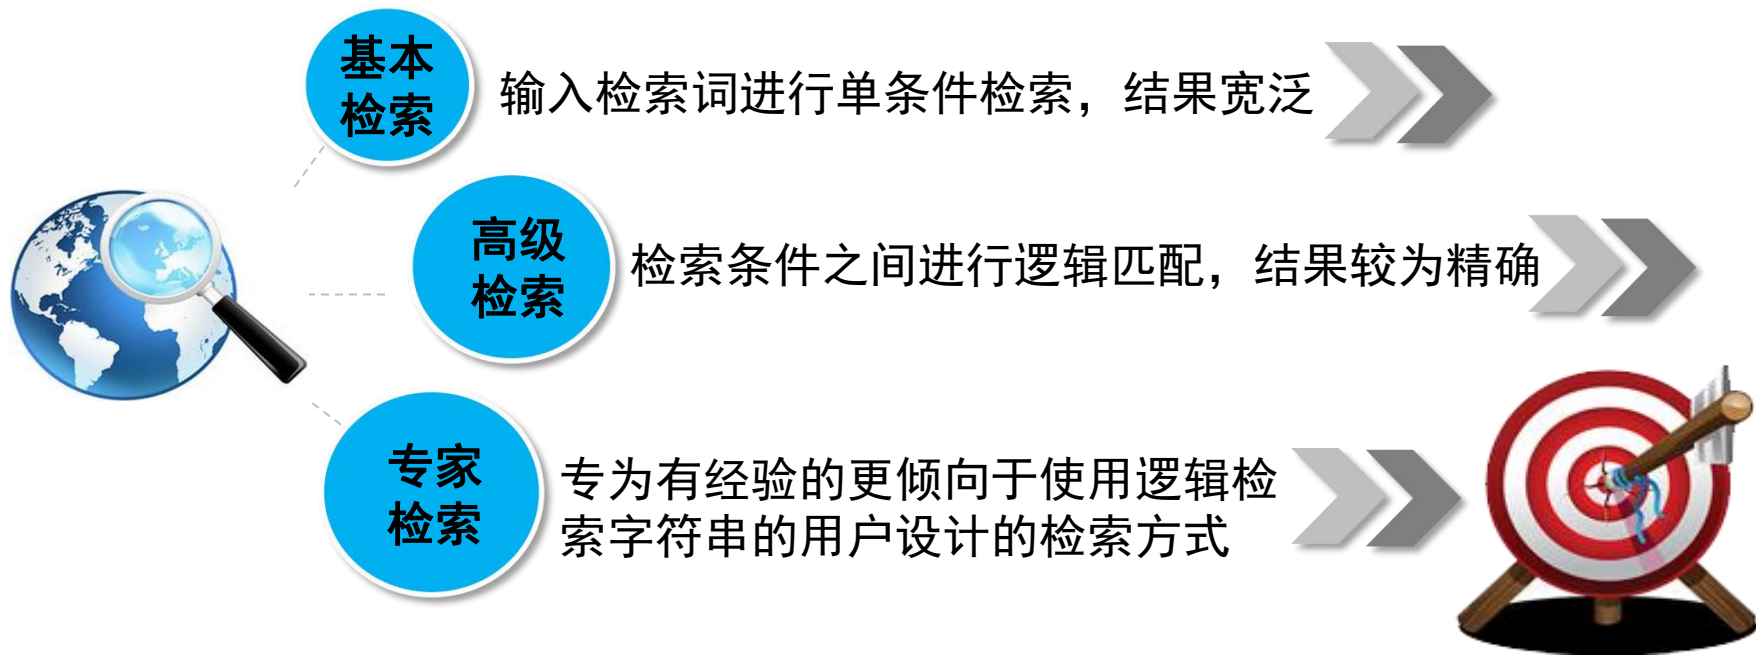 基本
检索
输入检索词进行单条件检索，结果宽泛
高级
检索
检索条件之间进行逻辑匹配，结果较为精确
专家
检索
专为有经验的更倾向于使用逻辑检
索字符串的用户设计的检索方式